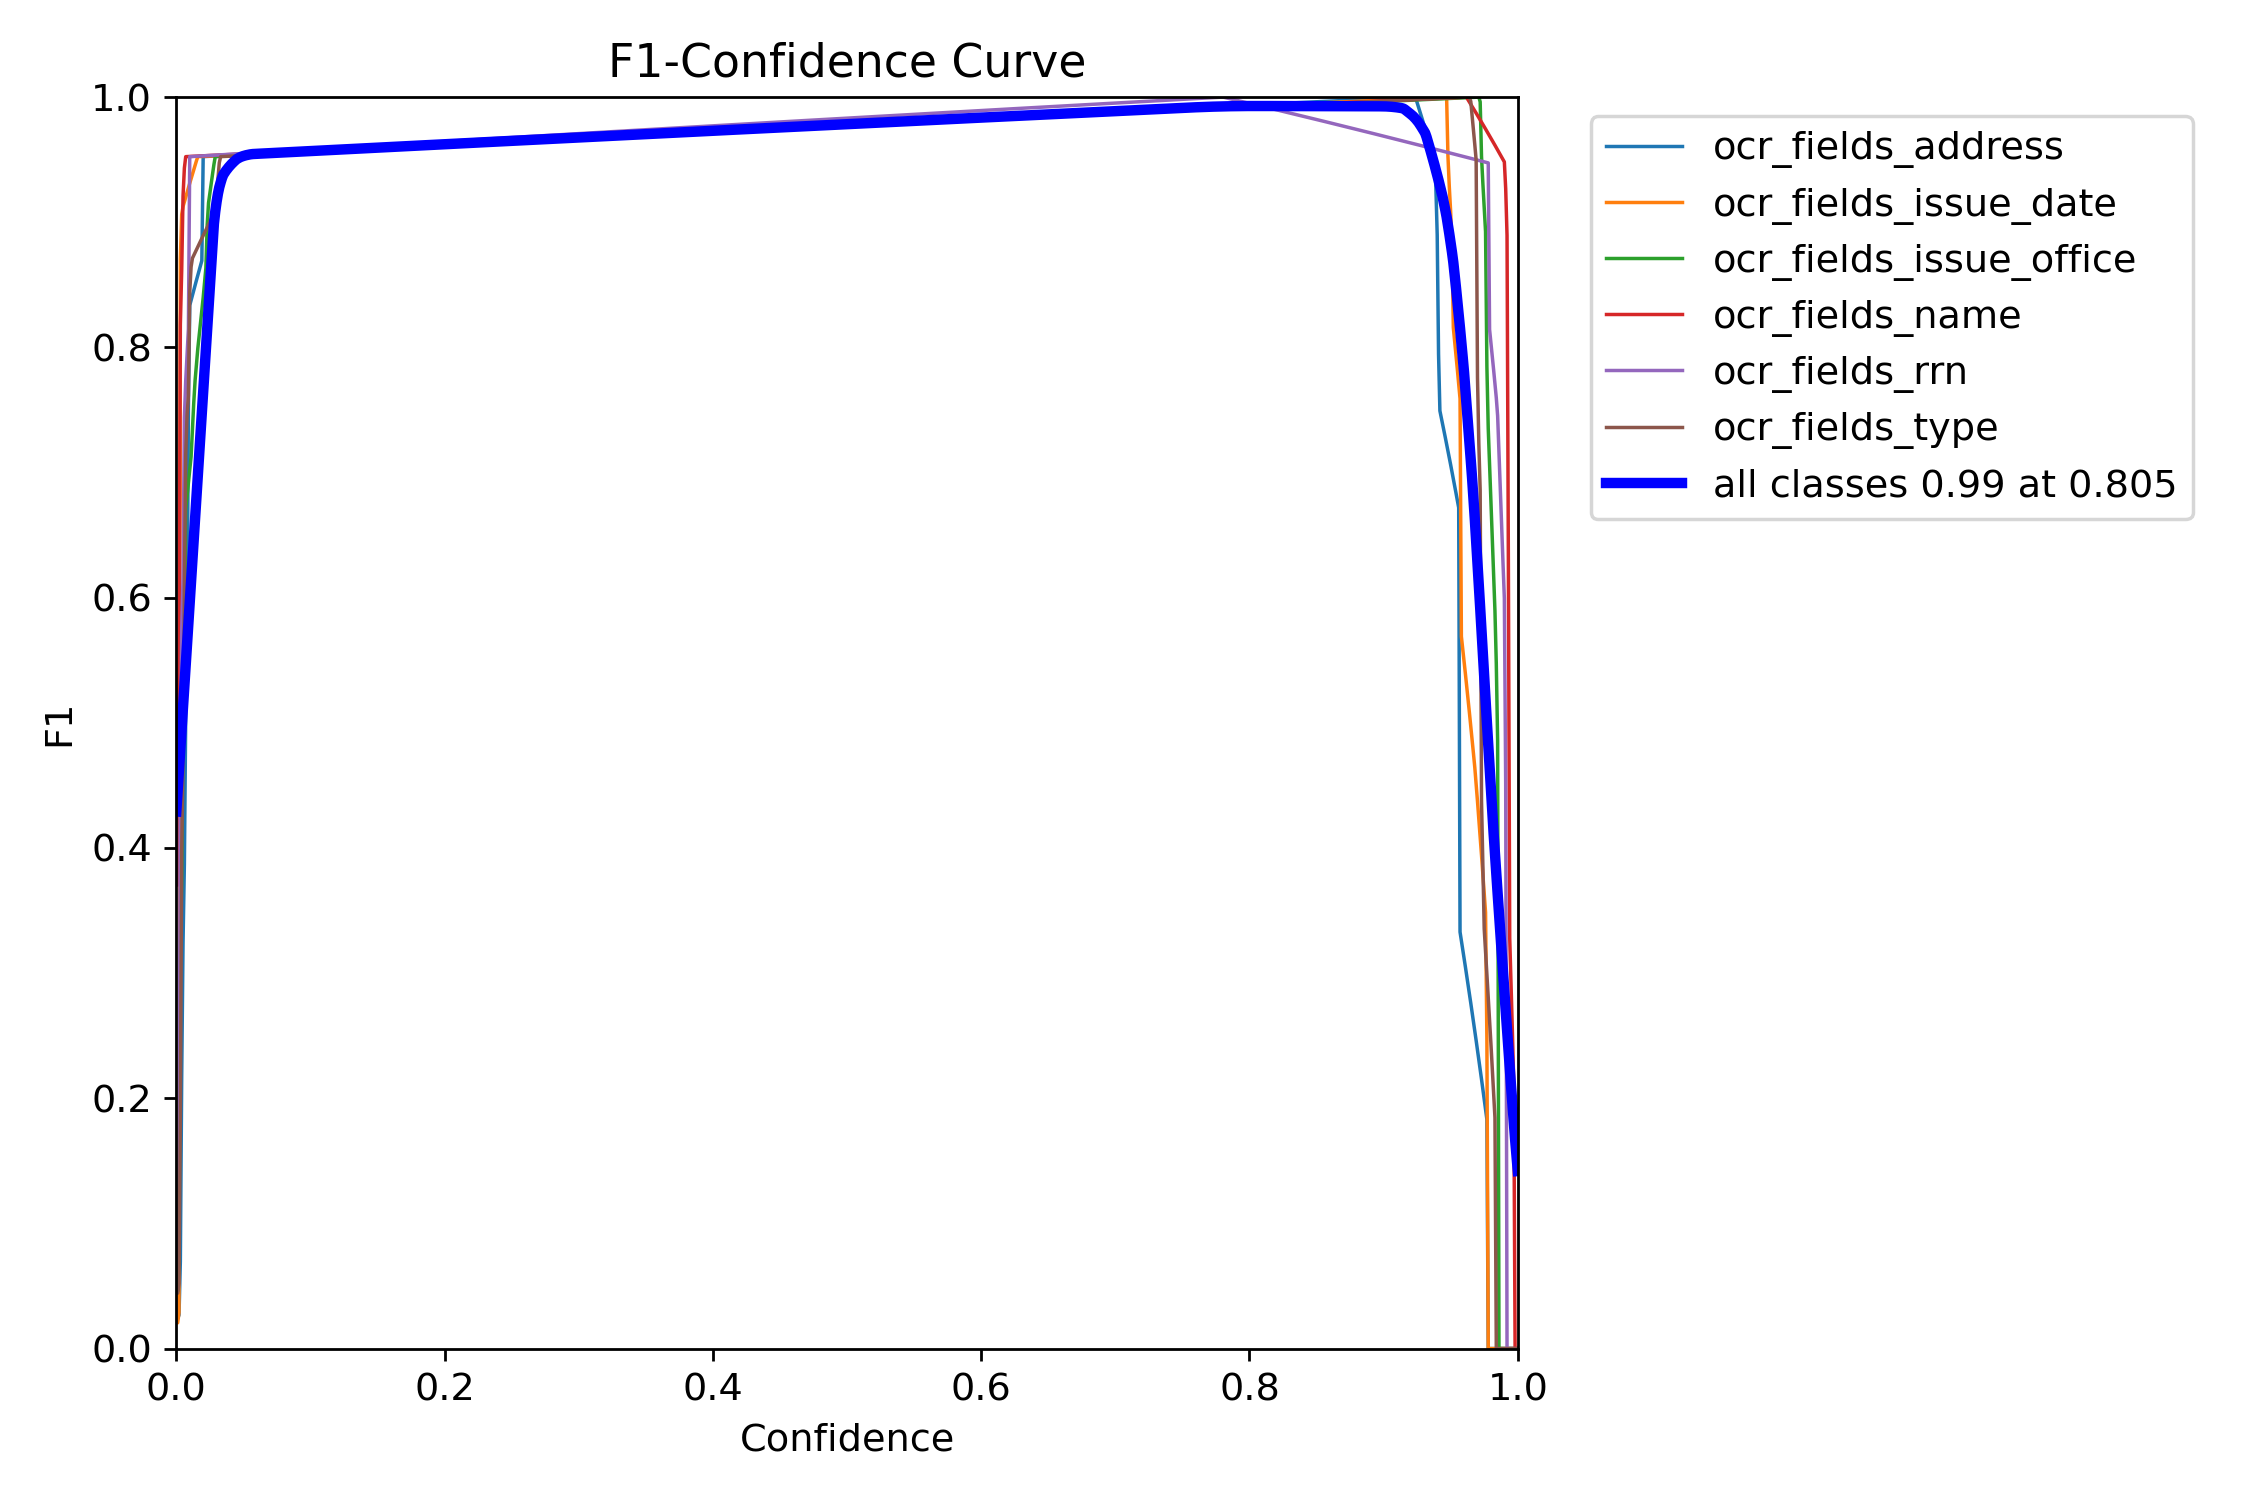 F1-Confidence Curve
1.0
0.8
0.6
0.4
0.2
0.0
F1
0.0 0.2 0.4 0.6 0.8 1.0
Confidence
ocr_fields_address
ocr_fields_issue_date
ocr_fields_issue_office
ocr_fields_name
ocr_fields_rrn
ocr_fields_type
all classes 0.99 at 0.805